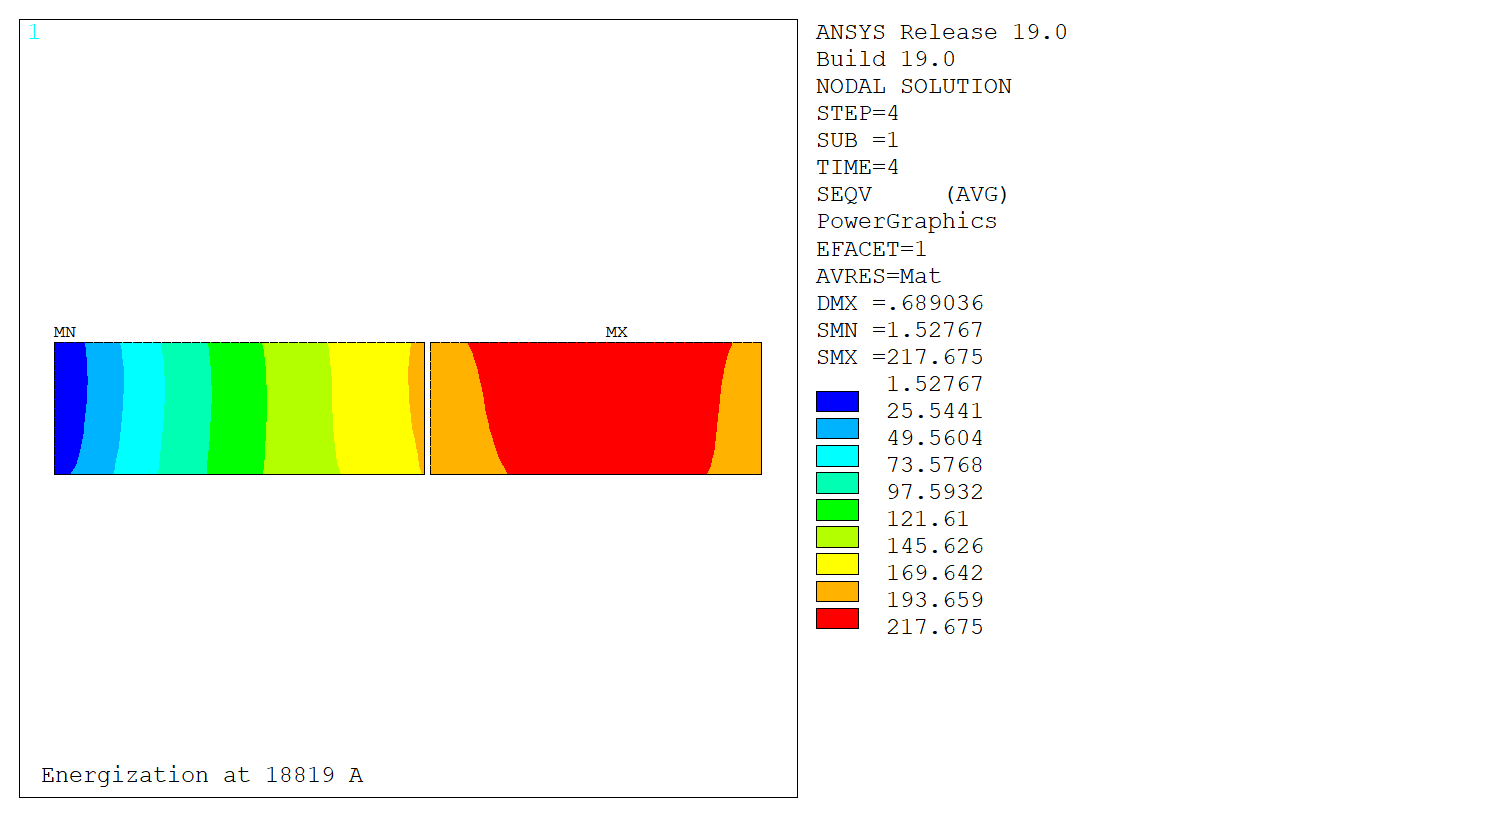 1
ANSYS Release 19.0
Build 19.0
NODAL SOLUTION
STEP=4
SUB =1
TIME=4
SEQV     (AVG)
PowerGraphics
EFACET=1
AVRES=Mat
DMX =.689036
SMN =1.52767
SMX =217.675
1.52767
25.5441
49.5604
73.5768
97.5932
121.61
145.626
169.642
193.659
217.675
MN
MX
Energization at 18819 A